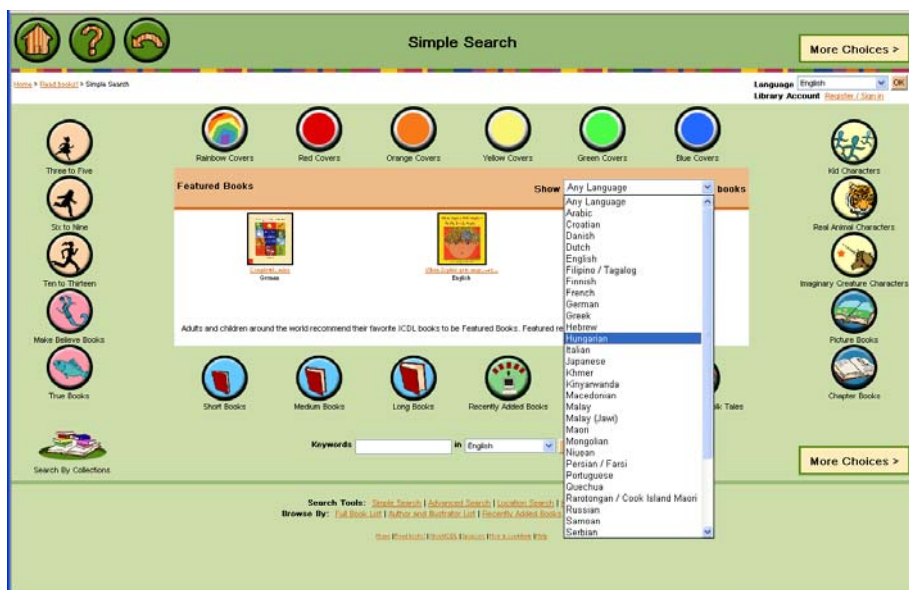 Simple Search
More Choices >
Home > Read books! > Simple Search
Language English OK
Library Account Register / Sign in
Rainbow Covers
Red Covers
Orange Covers
Yellow Covers
Green Covers
Blue Covers
Three to Five
Six to Nine
Ten to Thirteen
Make Believe Books
True Books
Search By Collections
Featured Books
Show Any Language books
German
English
Adults and children around the world recommend their favorite ICDL books to be Featured Books. Featured
Any Language
Arabic
Croatian
Danish
Dutch
English
Filipino / Tagalog
Finnish
French
German
Greek
Hebrew
Hungarian
Italian
Japanese
Khmer
Kinyarwanda
Macedonian
Malay
Malay (Jawi)
Maori
Mongolian
Niuean
Persian / Farsi
Portuguese
Quechua
Rarotongan / Cook Island Maori
Russian
Samoan
Serbian
Kid Characters
Real Animal Characters
Imaginary Creature Characters
Picture Books
Chapter Books
Short Books
Medium Books
Long Books
Recently Added Books
Tales
Keywords in English
More Choices >
Search Tools: Simple Search | Advanced Search | Location Search |
Browse By: Full Book List | Author and Illustrator List | Recently Added Books